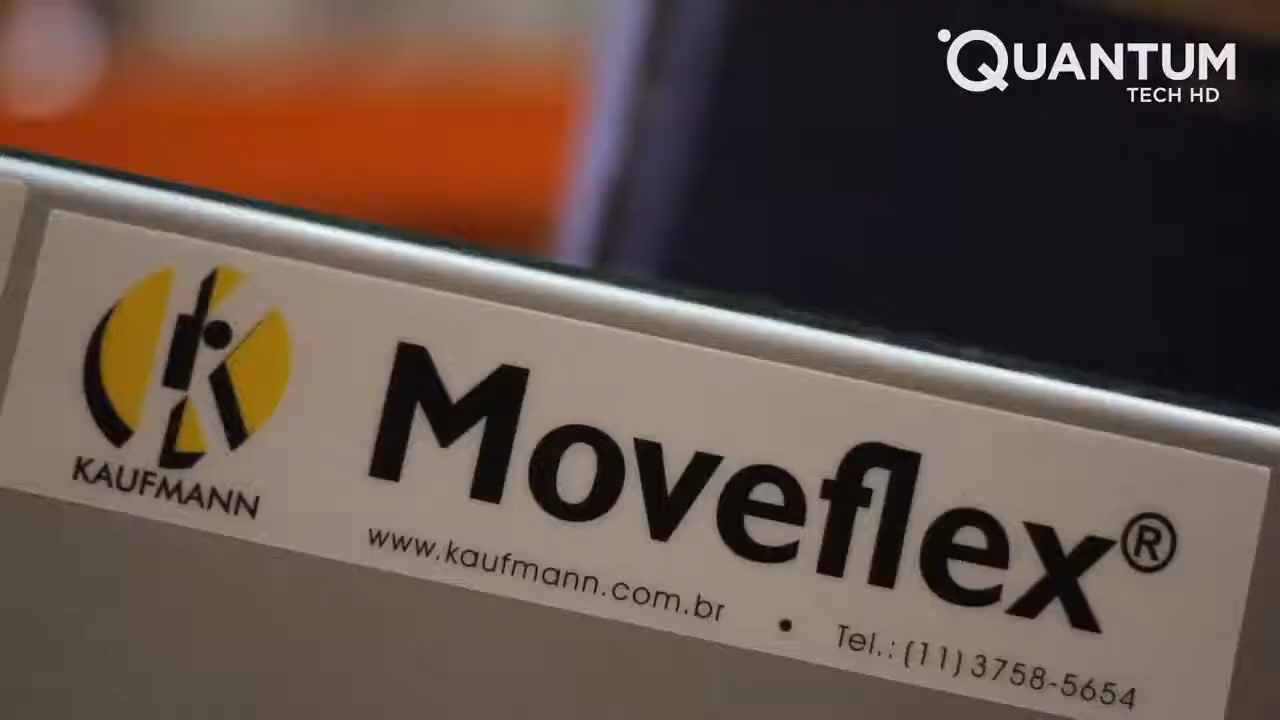 QUANTUM
TECH HD
KAUFMANN
Moveflex®
www.kaufmann.com.br • Tel.: (11) 3758-5654